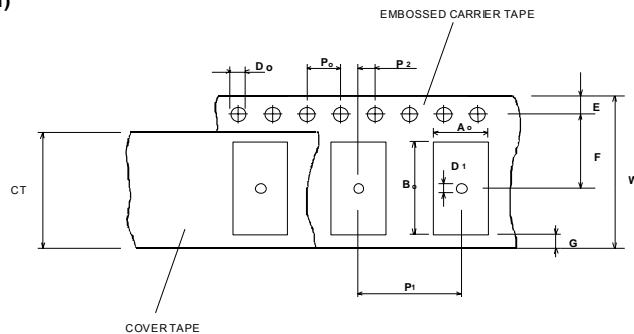 )
EMBOSSED CARRIER TAPE
Do
Po
P2
E
Ao
F
D1
W
CT
Bo
G
P1
COVER TAPE